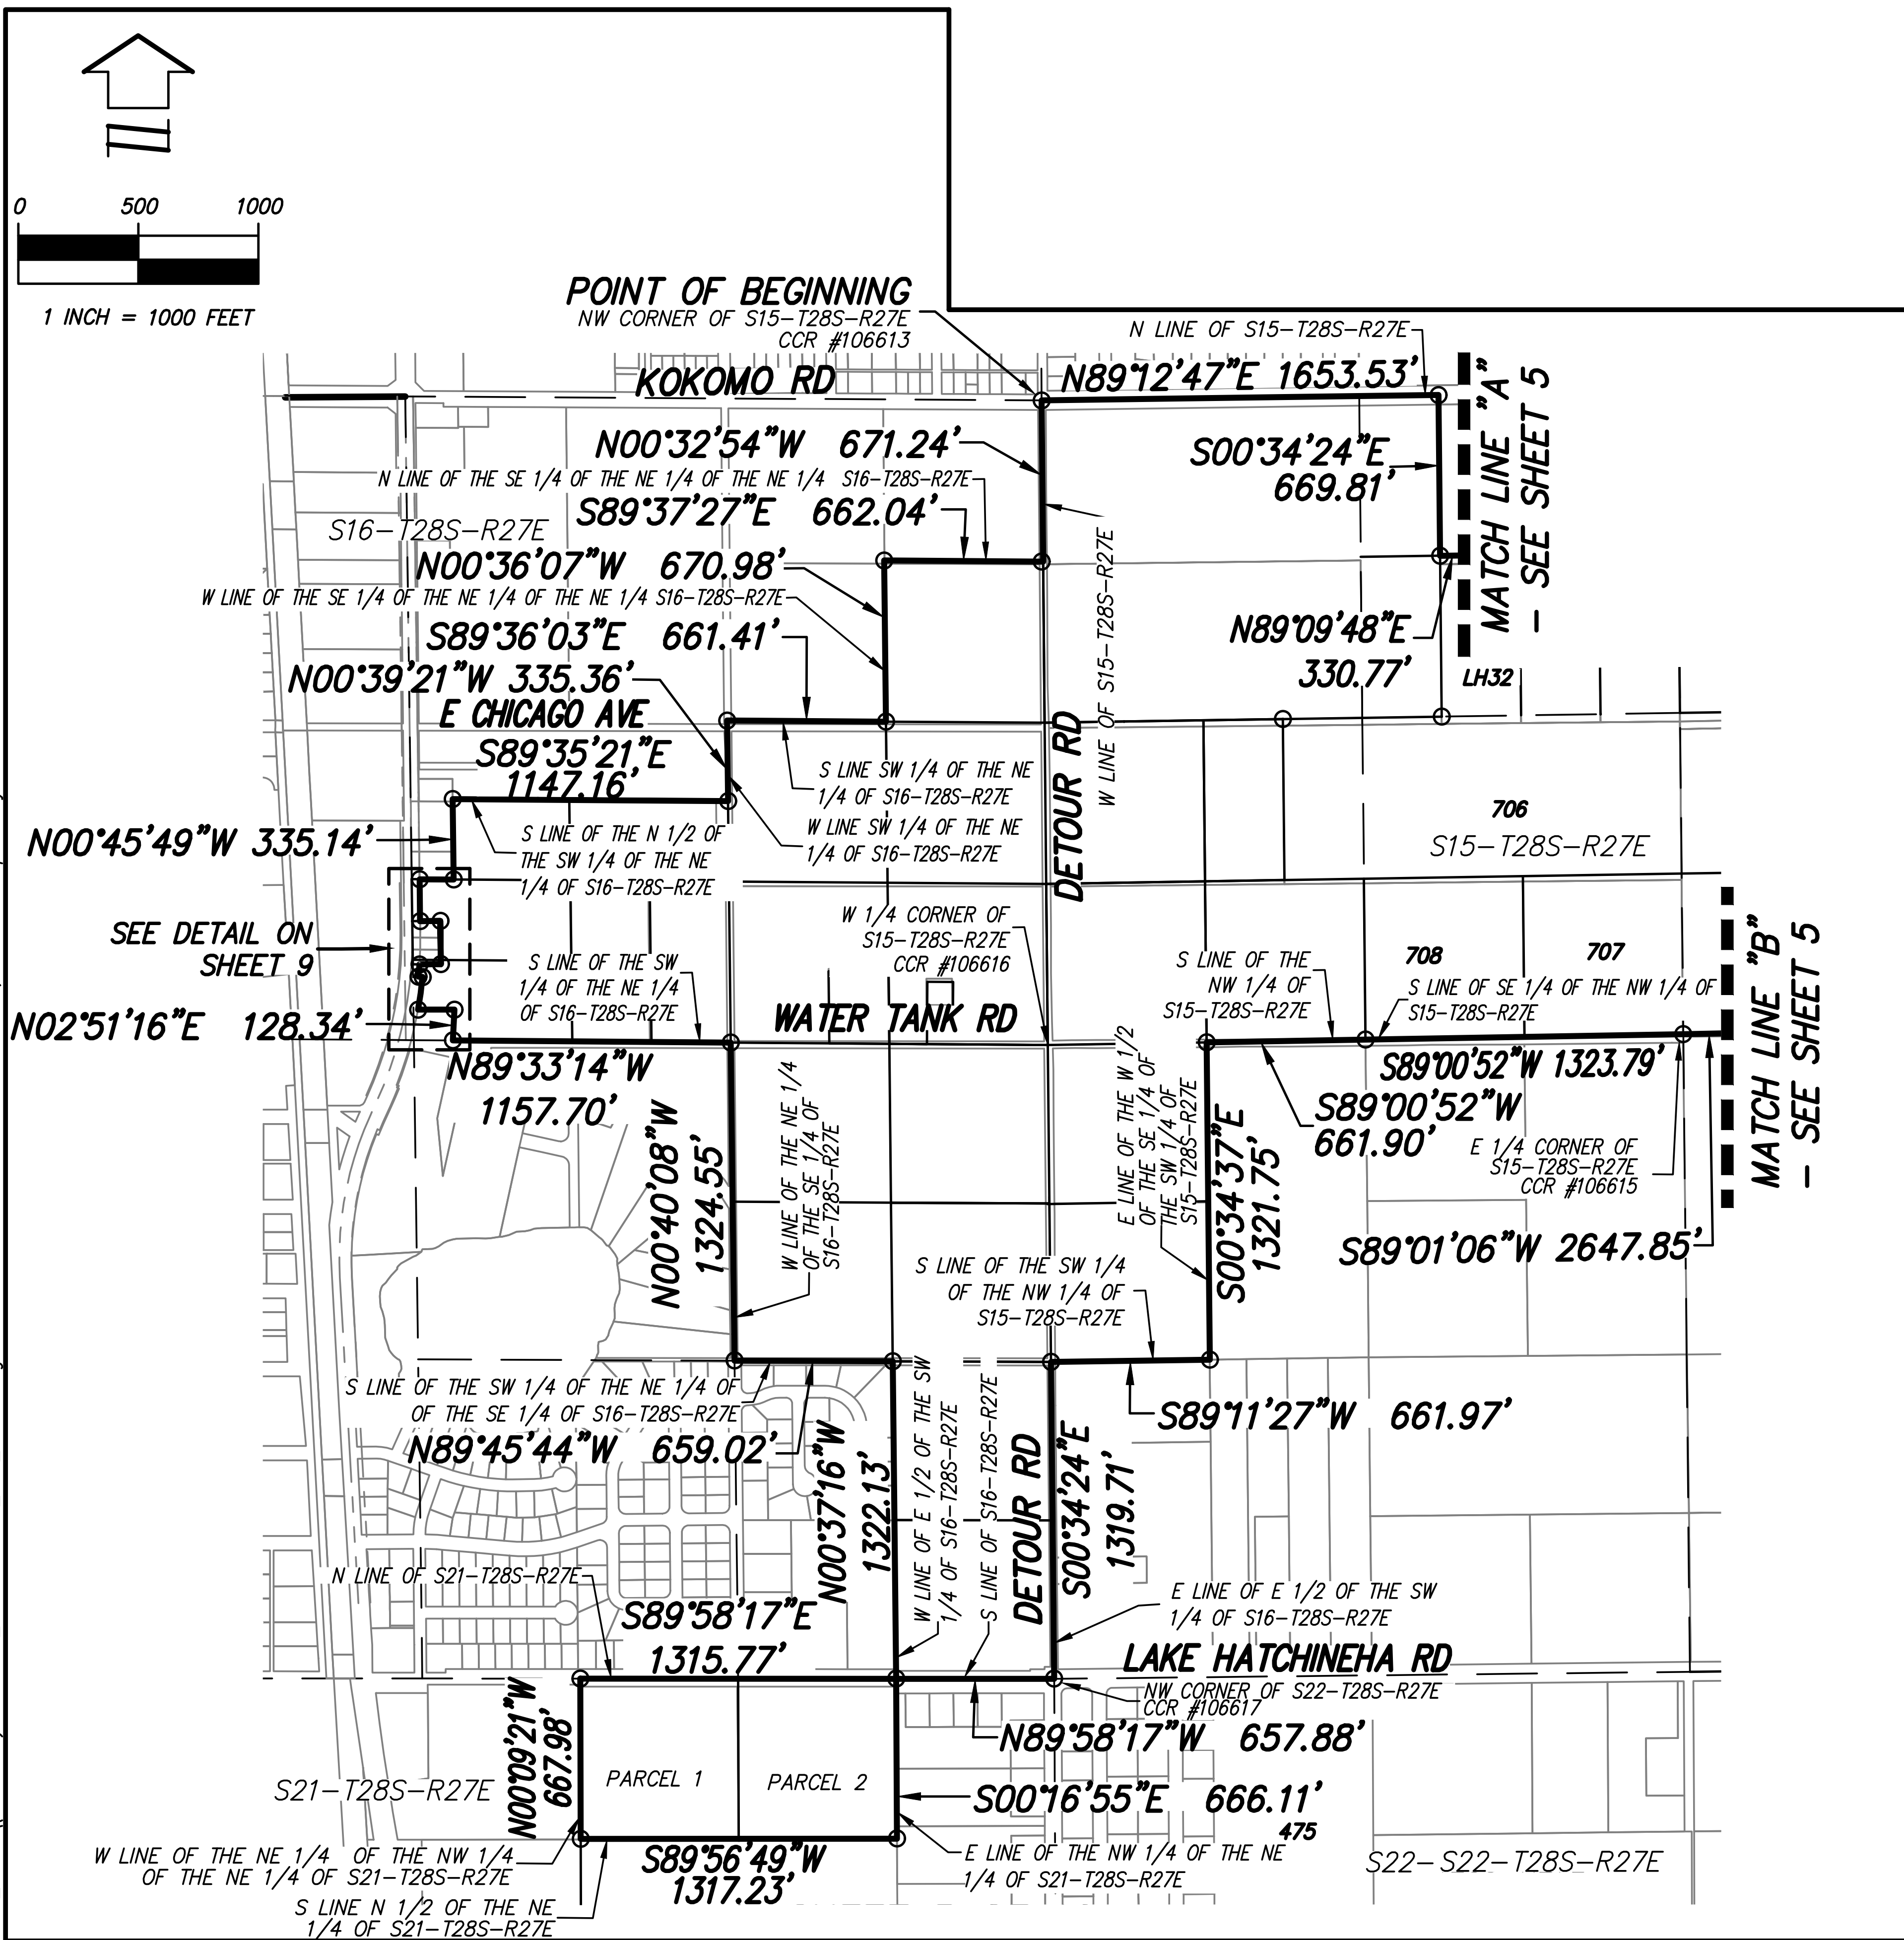 0 500 1000
1 INCH = 1000 FEET
POINT OF BEGINNING
NW CORNER OF S15-T28S-R27E
CCR #106613
N LINE OF S15-T28S-R27E
KOKOMO RD
N89°12'47"E 1653.53'
MATCH LINE "A"
- SEE SHEET 5
N00°32'54"W 671.24'
S00°34'24"E
669.81'
N LINE OF THE SE 1/4 OF THE NE 1/4 OF THE NE 1/4 S16-T28S-R27E
S89°37'27"E 662.04'
S16-T28S-R27E
N00°36'07"W 670.98'
W LINE OF S15-T28S-R27E
W LINE OF THE SE 1/4 OF THE NE 1/4 OF THE NE 1/4 S16-T28S-R27E
S89°36'03"E 661.41'
N89°09'48"E
330.77'
N00°39'21"W 335.36'
LH32
E CHICAGO AVE
DETOUR RD
S89°35'21,"E
1147.16'
S LINE SW 1/4 OF THE NE
1/4 OF S16-T28S-R27E
706
S15-T28S-R27E
N00°45'49"W 335.14'
S LINE OF THE N 1/2 OF
THE SW 1/4 OF THE NE
1/4 OF S16-T28S-R27E
W LINE SW 1/4 OF THE NE
1/4 OF S16-T28S-R27E
SEE DETAIL ON
SHEET 9
W 1/4 CORNER OF
S15-T28S-R27E
CCR #106616
708
707
MATCH LINE "B"
- SEE SHEET 5
S LINE OF THE SW
1/4 OF THE NE 1/4
OF S16-T28S-R27E
S LINE OF THE
NW 1/4 OF
S15-T28S-R27E
S LINE OF SE 1/4 OF THE NW 1/4 OF
S15-T28S-R27E
WATER TANK RD
N02°51'16"E 128.34'
N89°33'14"W
1157.70'
S89°00'52"W 1323.79'
S89°00'52"W
661.90'
E 1/4 CORNER OF
S15-T28S-R27E
CCR #106615
S89°01'06"W 2647.85'
N00°40'08"W
1324.55'
W LINE OF THE NE 1/4
OF THE SE 1/4 OF
S16-T28S-R27E
E LINE OF THE W 1/2
OF THE SE 1/4 OF
THE SW 1/4 OF
S15-T28S-R27E
S00°34'37"E
1321.75'
S LINE OF THE SW 1/4
OF THE NW 1/4 OF
S15-T28S-R27E
S LINE OF THE SW 1/4 OF THE NE 1/4 OF
OF THE SE 1/4 OF S16-T28S-R27E
N89°45'44"W 659.02'
S89°11'27"W 661.97'
N00°37'16"W
1322.13'
W LINE OF E 1/2 OF THE SW
1/4 OF S16-T28S-R27E
S LINE OF S16-T28S-R27E
DETOUR RD
S00°34'24"E
1319.71'
N LINE OF S21-T28S-R27E
S89°58'17"E
1315.77'
E LINE OF E 1/2 OF THE SW
1/4 OF S16-T28S-R27E
LAKE HATCHINEHA RD
NW CORNER OF S22-T28S-R27E
CCR #106617
N89°58'17"W 657.88'
N00°09'21"W
667.98'
PARCEL 1
PARCEL 2
S21-T28S-R27E
S00°16'55"E 666.11'
475
W LINE OF THE NE 1/4 OF THE NW 1/4
OF THE NE 1/4 OF S21-T28S-R27E
S89°56'49,"W
1317.23'
E LINE OF THE NW 1/4 OF THE NE
1/4 OF S21-T28S-R27E
S22-S22-T28S-R27E
S LINE N 1/2 OF THE NE
1/4 OF S21-T28S-R27E